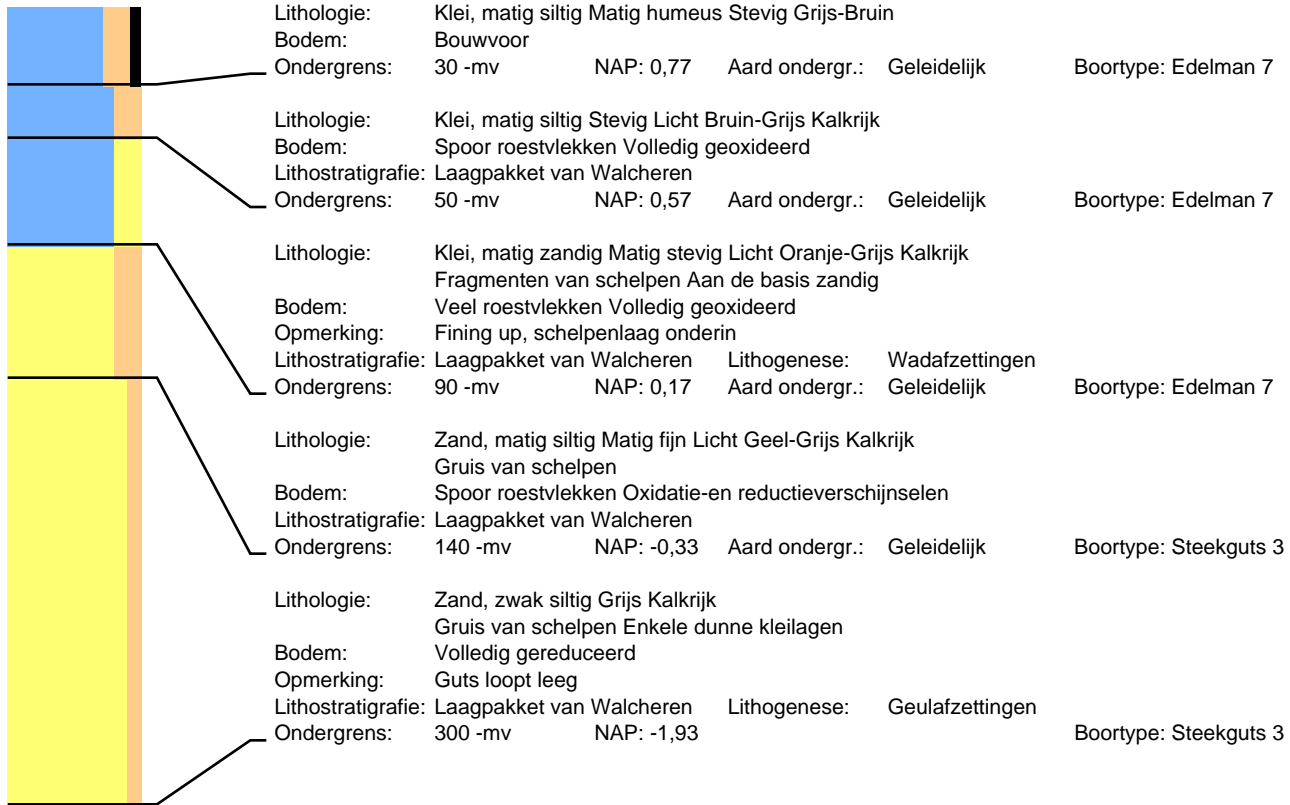 Lithologie: Klei, matig siltig Matig humeus Stevig Grijs-Bruin
Bodem: Bouwvoor
Ondergrens: 30 -mv NAP: 0,77 Aard ondergr.: Geleidelijk Boortype: Edelman 7
Lithologie: Klei, matig siltig Stevig Licht Bruin-Grijs Kalkrijk
Bodem: Spoor roestvlekken Volledig geoxideerd
Lithostratigrafie: Laagpakket van Walcheren
Ondergrens: 50 -mv NAP: 0,57 Aard ondergr.: Geleidelijk Boortype: Edelman 7
Lithologie: Klei, matig zandig Matig stevig Licht Oranje-Grijs Kalkrijk
Fragmenten van schelpen Aan de basis zandig
Bodem: Veel roestvlekken Volledig geoxideerd
Opmerking: Fining up, schelpenlaag onderin
Lithostratigrafie: Laagpakket van Walcheren Lithogenese: Wadafzettingen
Ondergrens: 90 -mv NAP: 0,17 Aard ondergr.: Geleidelijk Boortype: Edelman 7
Lithologie: Zand, matig siltig Matig fijn Licht Geel-Grijs Kalkrijk
Gruis van schelpen
Bodem: Spoor roestvlekken Oxidatie-en reductieverschijnselen
Lithostratigrafie: Laagpakket van Walcheren
Ondergrens: 140 -mv NAP: -0,33 Aard ondergr.: Geleidelijk Boortype: Steekguts 3
Lithologie: Zand, zwak siltig Grijs Kalkrijk
Gruis van schelpen Enkele dunne kleilagen
Bodem: Volledig gereduceerd
Opmerking: Guts loopt leeg
Lithostratigrafie: Laagpakket van Walcheren Lithogenese: Geulafzettingen
Ondergrens: 300 -mv NAP: -1,93 Boortype: Steekguts 3